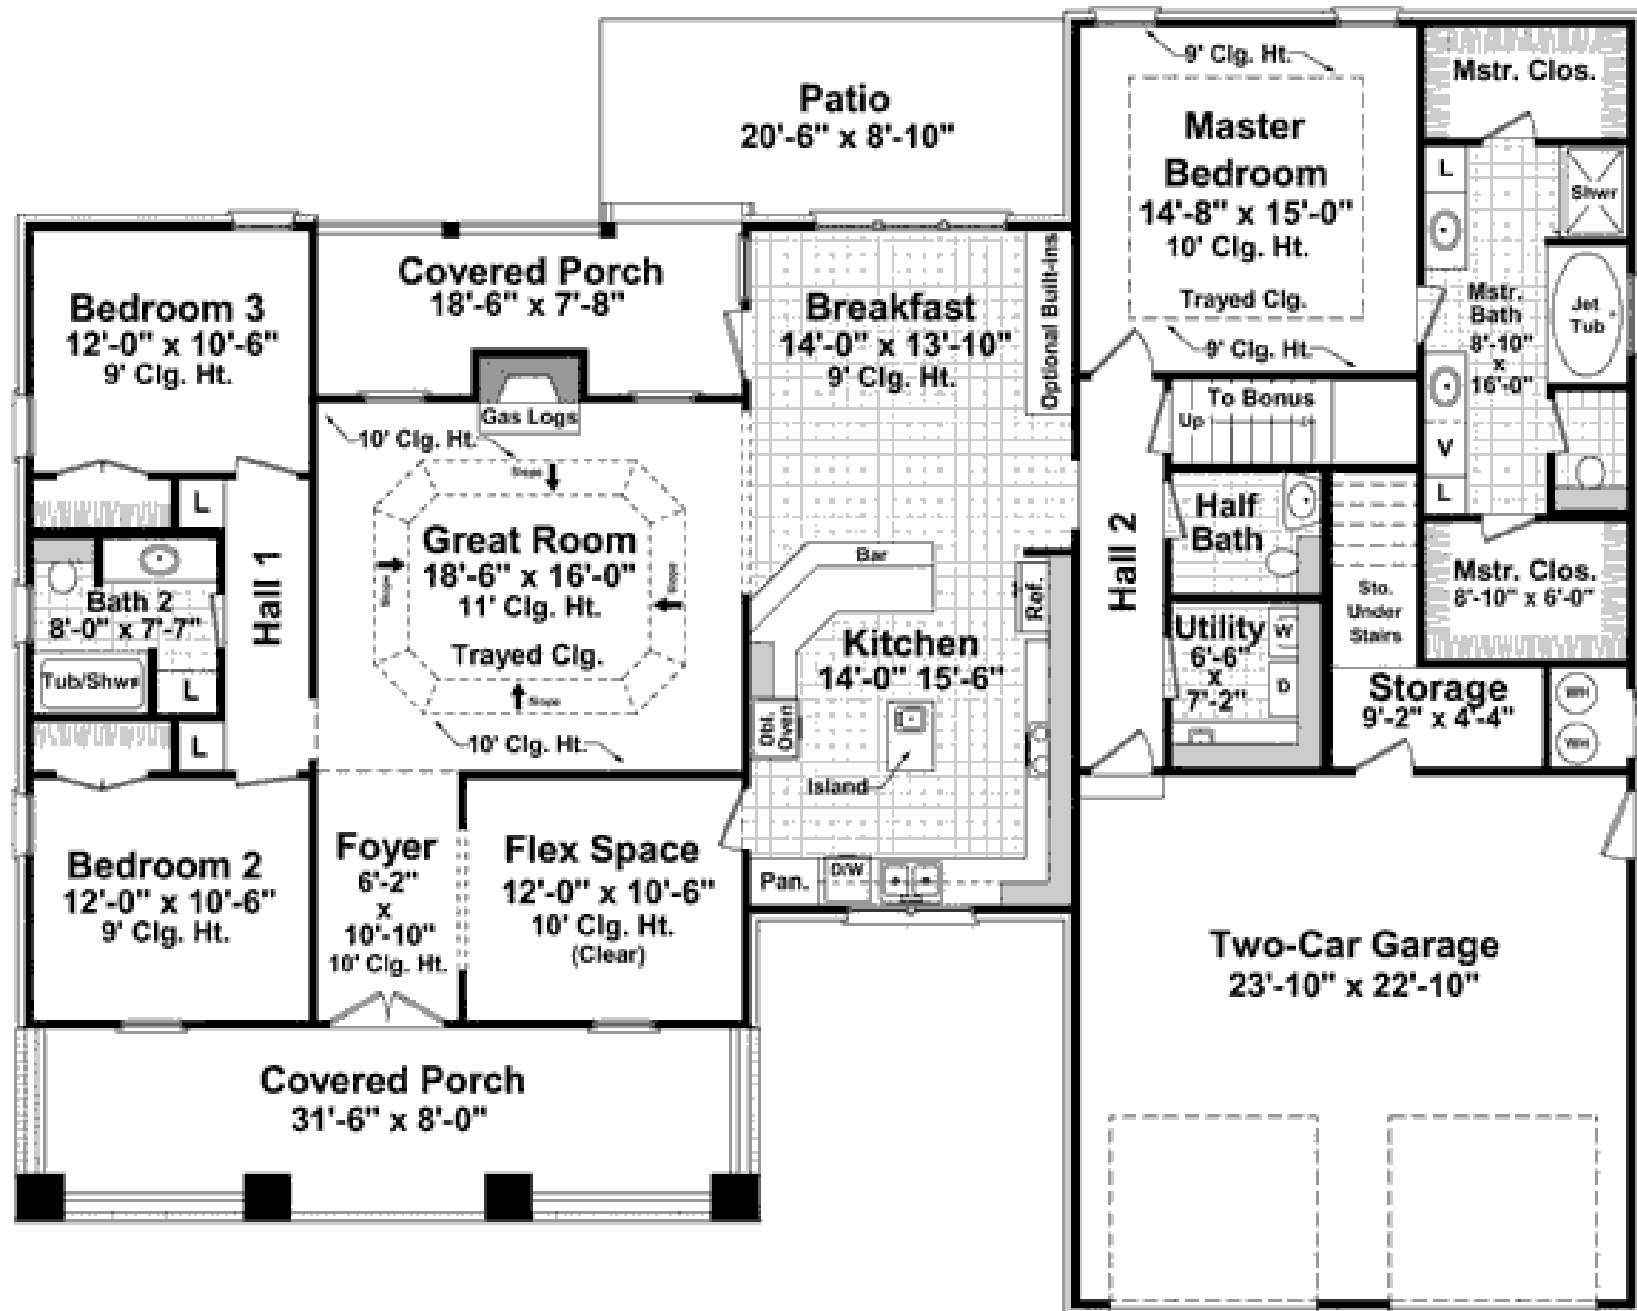 Patio
20'-6" x 8'-10"
9' Clg. Ht.
Master
Bedroom
14'-8" x 15'-0"
10' Clg. Ht.
Trayed Clg.
9' Clg. Ht.
Mstr. Clos.
L
Shwr
Mstr.
Bath
8'-10"
x
16'-0"
Jet
Tub
V
L
Bedroom 3
12'-0" x 10'-6"
9' Clg. Ht.
Covered Porch
18'-6" x 7'-8"
Breakfast
14'-0" x 13'-10"
9' Clg. Ht.
Optional Built-ins
Gas Logs
10' Clg. Ht.
Slope
Great Room
18'-6" x 16'-0"
11' Clg. Ht.
Trayed Clg.
Slope
Slope
Slope
10' Clg. Ht.
To Bonus
Up
Half
Bath
Hall 2
Utility
6'-6"
x
7'-2"
W
D
Sto.
Under
Stairs
Mstr. Clos.
8'-10" x 6'-0"
Storage
9'-2" x 4'-4"
WH
WH
L
Hall 1
Bath 2
8'-0" x 7'-7"
Tub/Shwr
L
L
Bar
Ref.
Kitchen
14'-0" 15'-6"
Dbl.
Oven
Island
Pan.
D/W
Bedroom 2
12'-0" x 10'-6"
9' Clg. Ht.
Foyer
6'-2"
x
10'-10"
10' Clg. Ht.
Flex Space
12'-0" x 10'-6"
10' Clg. Ht.
(Clear)
Two-Car Garage
23'-10" x 22'-10"
Covered Porch
31'-6" x 8'-0"